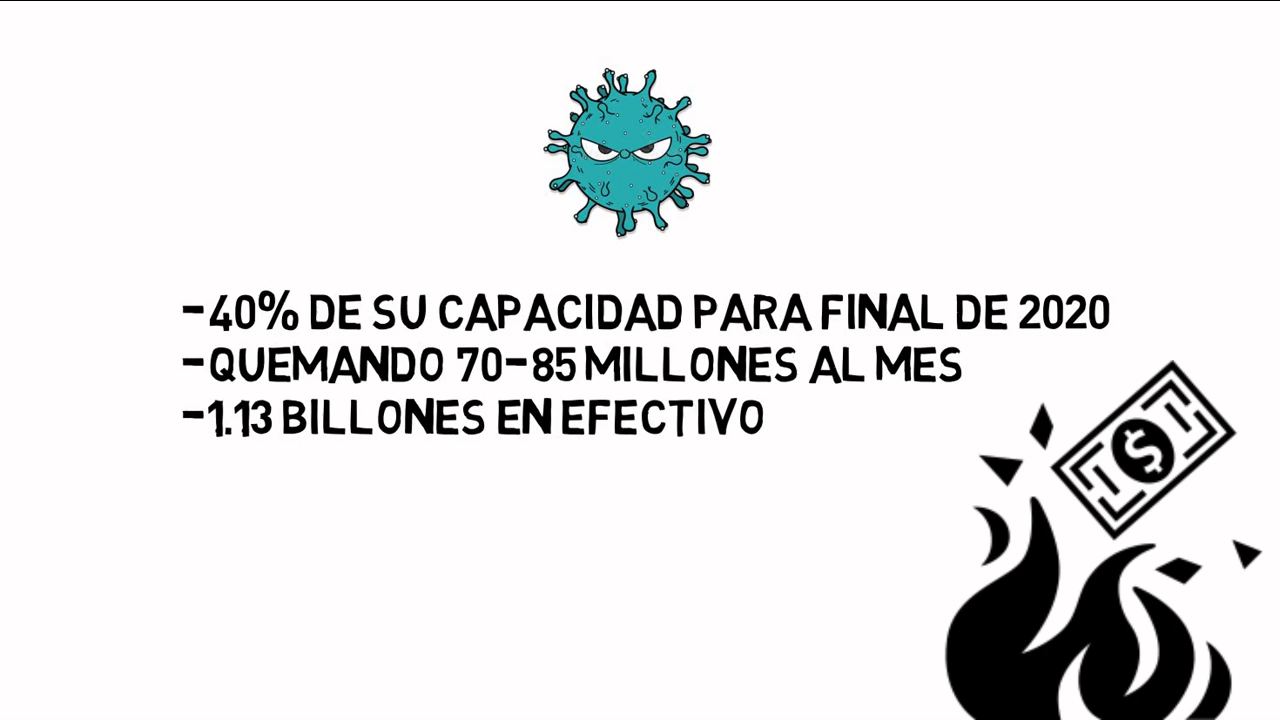 -40% DE SU CAPACIDAD PARA FINAL DE 2020
-QUEMANDO 70-85 MILLONES AL MES
-1.13 BILLONES EN EFECTIVO
$